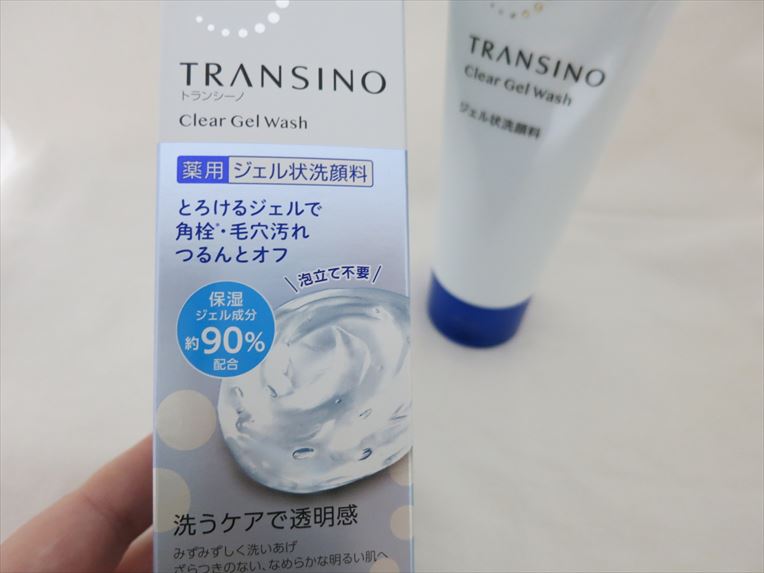 TRANSINO
トランシーノ
Clear Gel Wash
薬用 ジェル状洗顔料
とろけるジェルで
角栓*・毛穴汚れ
つるんとオフ
泡立て不要
保湿
ジェル成分
約90%
配合
洗うケアで透明感
みずみずしく洗いあげ
ざらつきのない、なめらかな明るい肌へ
TRANSINO
Clear Gel Wash
ジェル状洗顔料